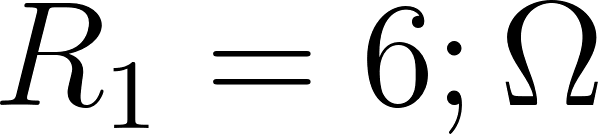 R₁ = 6; Ω